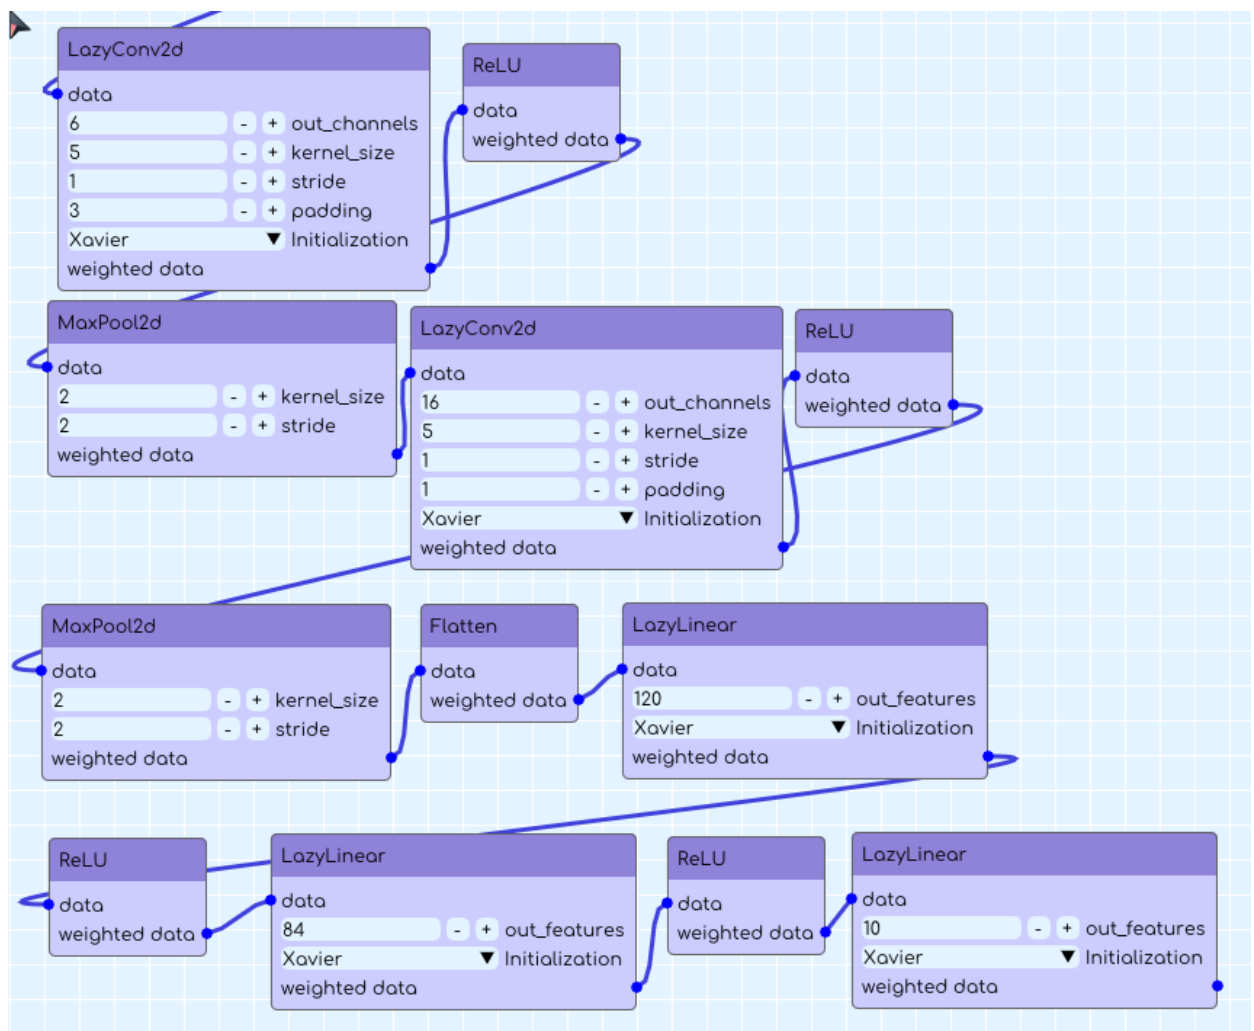 LazyConv2d
data
6 - + out_channels
5 - + kernel_size
1 - + stride
3 - + padding
Xavier ▼ Initialization
weighted data
ReLU
data
weighted data
MaxPool2d
data
2 - + kernel_size
2 - + stride
weighted data
LazyConv2d
data
16 - + out_channels
5 - + kernel_size
1 - + stride
1 - + padding
Xavier ▼ Initialization
weighted data
ReLU
data
weighted data
MaxPool2d
data
2 - + kernel_size
2 - + stride
weighted data
Flatten
data
weighted data
LazyLinear
data
120 - + out_features
Xavier ▼ Initialization
weighted data
ReLU
data
weighted data
LazyLinear
data
84 - + out_features
Xavier ▼ Initialization
weighted data
ReLU
data
weighted data
LazyLinear
data
10 - + out_features
Xavier ▼ Initialization
weighted data